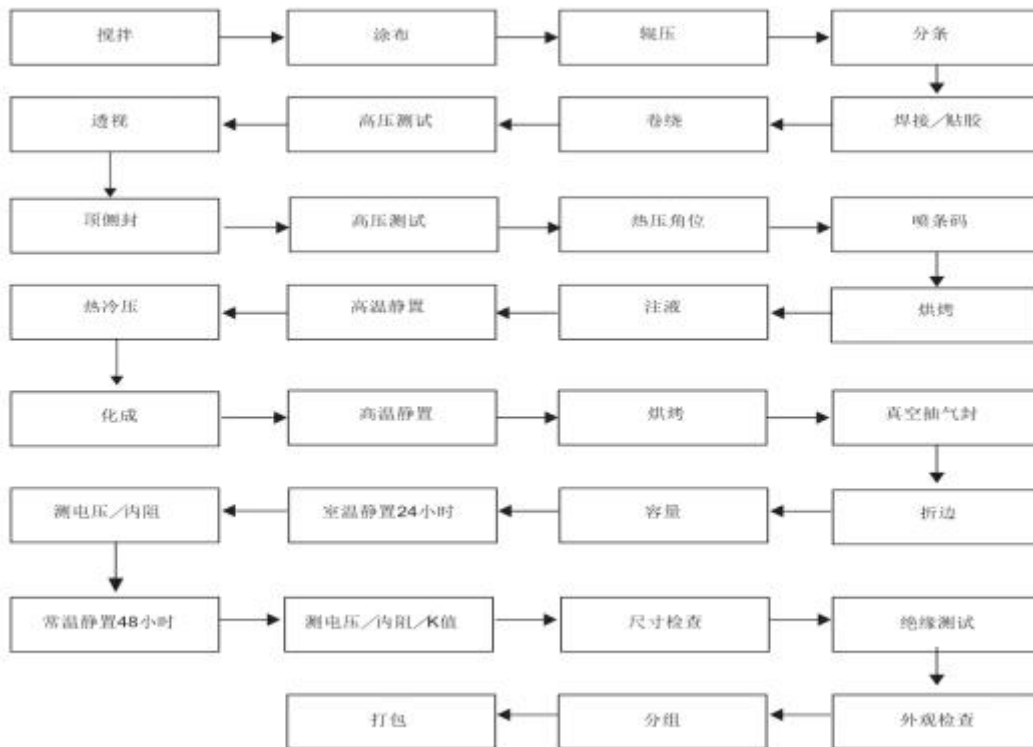 搅拌
涂布
辊压
分条
焊接／贴胶
卷绕
高压测试
透视
顶侧封
高压测试
热压角位
喷条码
烘烤
注液
高温静置
热冷压
化成
高温静置
烘烤
真空抽气封
折边
容量
室温静置24小时
测电压／内阻
常温静置48小时
测电压／内阻／K值
尺寸检查
绝缘测试
外观检查
分组
打包